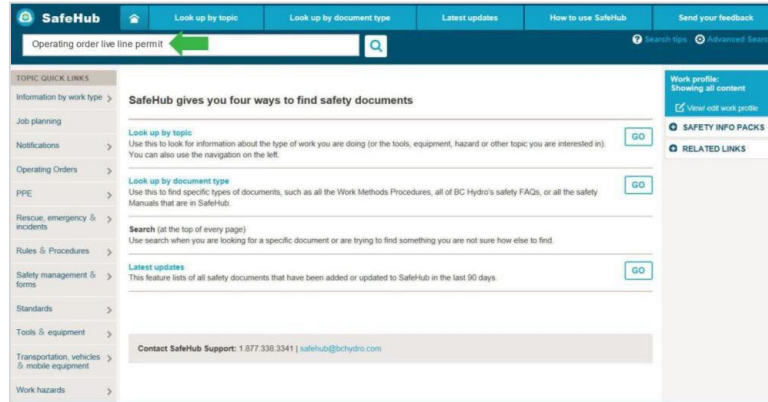 SafeHub
Look up by topic
Look up by document type
Latest updates
How to use SafeHub
Send your feedback
Operating order live line permit
Search tips
Advanced Searc
TOPIC QUICK LINKS
Information by work type
Job planning
Notifications
Operating Orders
PPE
Rescue, emergency &
incidents
Rules & Procedures
Safety management &
forms
Standards
Tools & equipment
Transportation, vehicles
& mobile equipment
Work hazards
SafeHub gives you four ways to find safety documents
Look up by topic
Use this to look for information about the type of work you are doing (or the tools, equipment, hazard or other topic you are interested in).
You can also use the navigation on the left.
GO
Look up by document type
Use this to find specific types of documents, such as all the Work Methods Procedures, all of BC Hydro's safety FAQs, or all the safety
Manuals that are in SafeHub.
GO
Search (at the top of every page)
Use search when you are looking for a specific document or are trying to find something you are not sure how else to find.
Latest updates
This feature lists of all safety documents that have been added or updated to SafeHub in the last 90 days.
GO
Contact SafeHub Support: 1.877.338.3341 | safehub@bchydro.com
Work profile:
Showing all content
View/ edit work profile
SAFETY INFO PACKS
RELATED LINKS